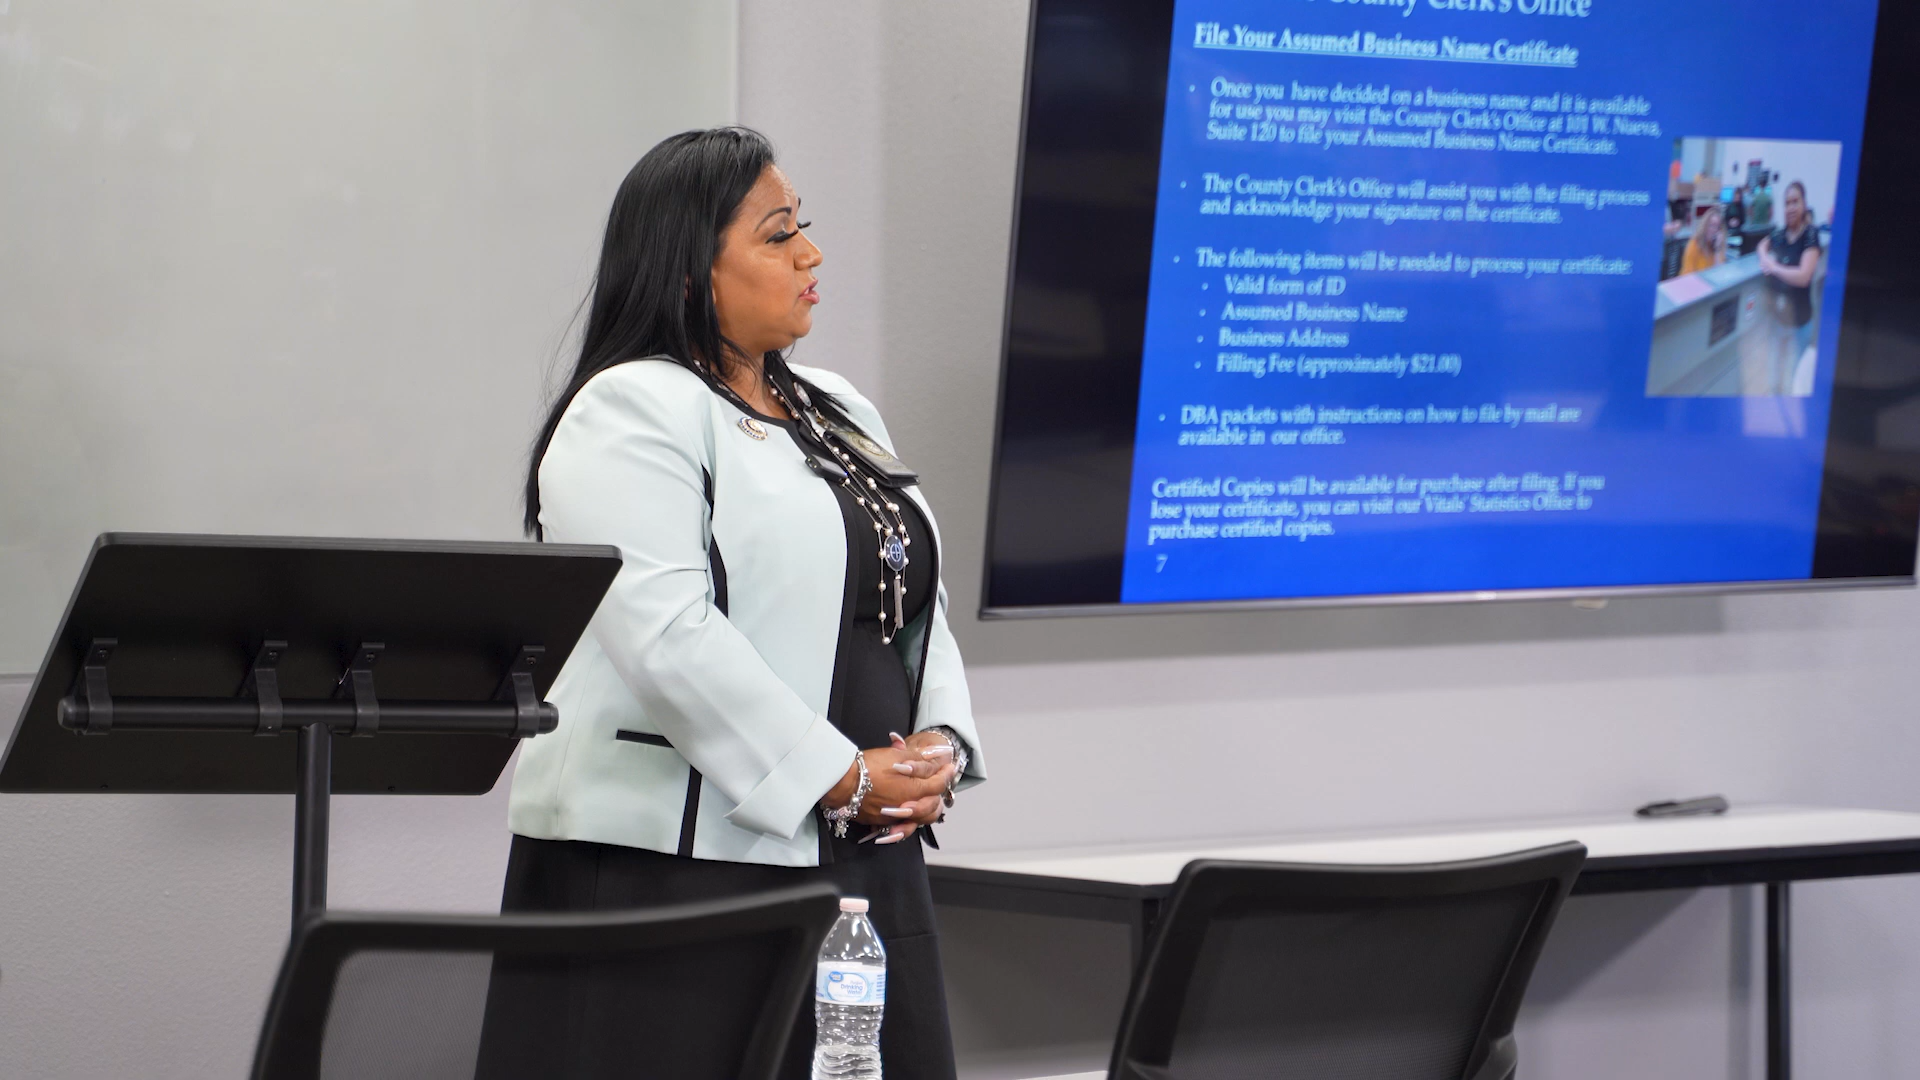 County Clerk's Office
File Your Assumed Business Name Certificate
• Once you have decided on a business name and it is available
for use you may visit the County Clerk's Office at 101 W. Nueva,
Suite 120 to file your Assumed Business Name Certificate.
• The County Clerk's Office will assist you with the filing process
and acknowledge your signature on the certificate.
• The following items will be needed to process your certificate:
• Valid form of ID
• Assumed Business Name
• Business Address
• Filling Fee (approximately $21.00)
• DBA packets with instructions on how to file by mail are
available in our office.
Certified Copies will be available for purchase after filing. If you
lose your certificate, you can visit our Vitals' Statistics Office to
purchase certified copies.
7
Drinking
Water